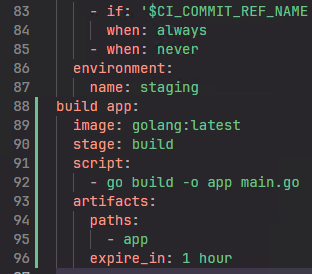 83 - if: '$CI_COMMIT_REF_NAME
84 when: always
85 - when: never
86 environment:
87 name: staging
88 build app:
89 image: golang:latest
90 stage: build
91 script:
92 - go build -o app main.go
93 artifacts:
94 paths:
95 - app
96 expire_in: 1 hour